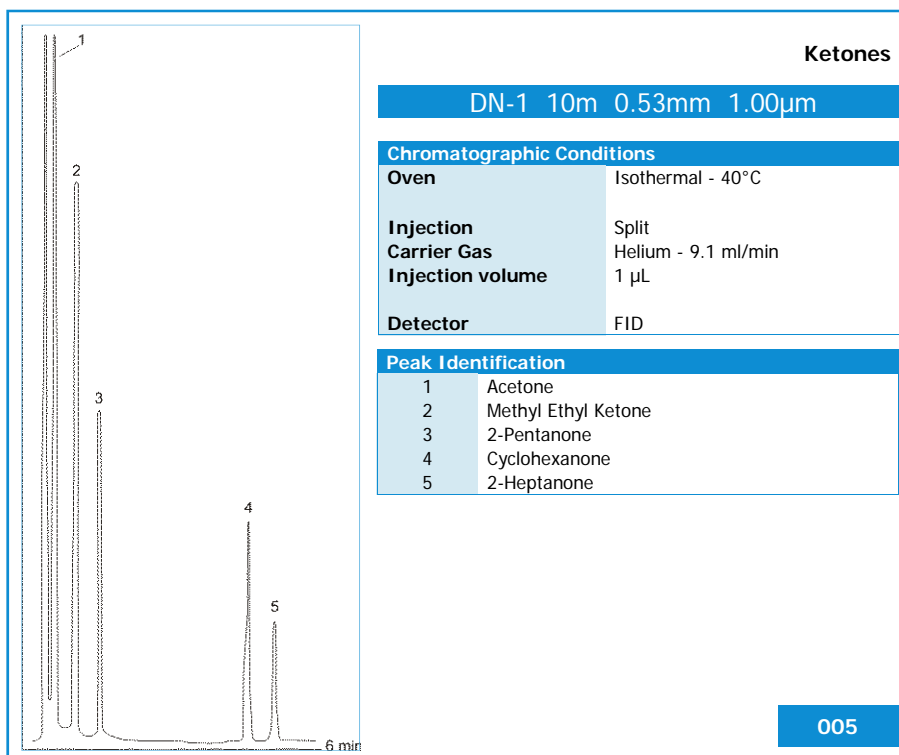 Ketones
DN-1 10m 0.53mm 1.00µm
Chromatographic Conditions
Oven Isothermal - 40°C
Injection Split
Carrier Gas Helium - 9.1 ml/min
Injection volume 1 µL
Detector FID
Peak Identification
1 Acetone
2 Methyl Ethyl Ketone
3 2-Pentanone
4 Cyclohexanone
5 2-Heptanone
1
2
3
4
5
6 min
005